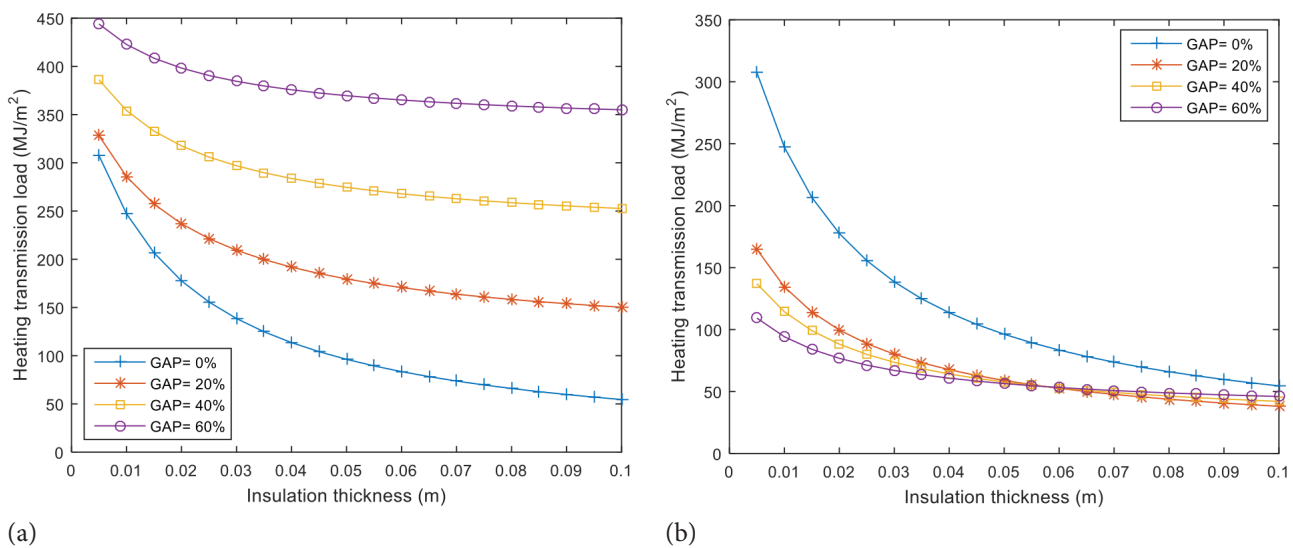 450
400
350
300
250
200
150
100
50
0
Heating transmission load (MJ/m²)
GAP= 0%
GAP= 20%
GAP= 40%
GAP= 60%
0 0.01 0.02 0.03 0.04 0.05 0.06 0.07 0.08 0.09 0.1
Insulation thickness (m)
(a)
350
300
250
200
150
100
50
0
Heating transmission load (MJ/m²)
GAP= 0%
GAP= 20%
GAP= 40%
GAP= 60%
0 0.01 0.02 0.03 0.04 0.05 0.06 0.07 0.08 0.09 0.1
Insulation thickness (m)
(b)